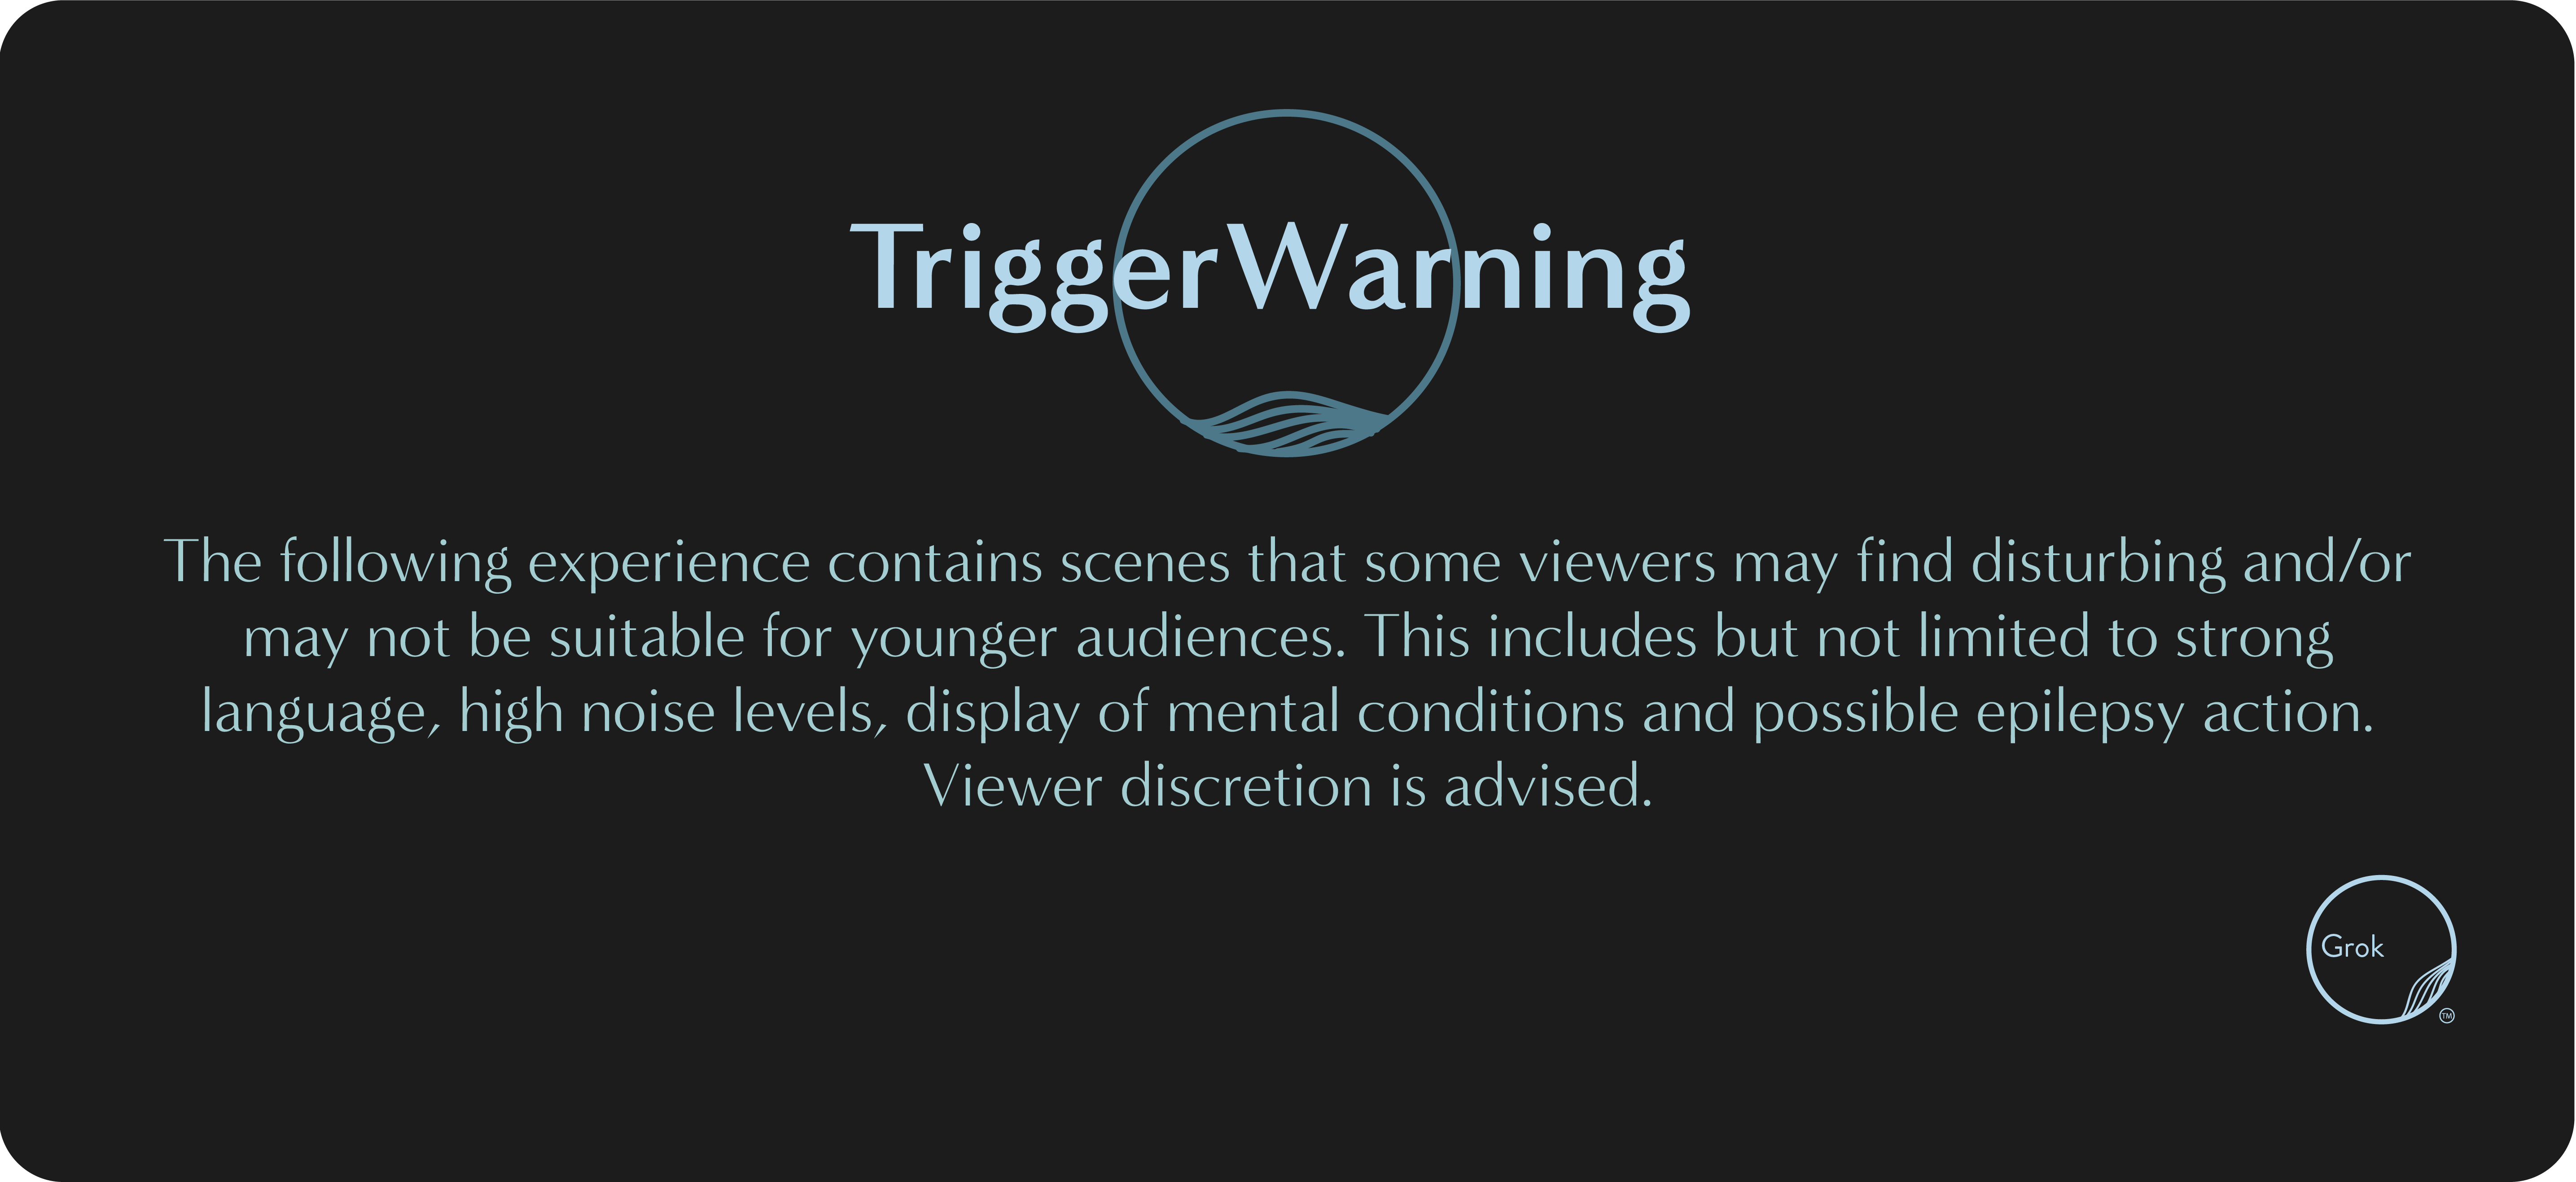 Trigger Warning
The following experience contains scenes that some viewers may find disturbing and/or
may not be suitable for younger audiences. This includes but not limited to strong
language, high noise levels, display of mental conditions and possible epilepsy action.
Viewer discretion is advised.
Grok
TM